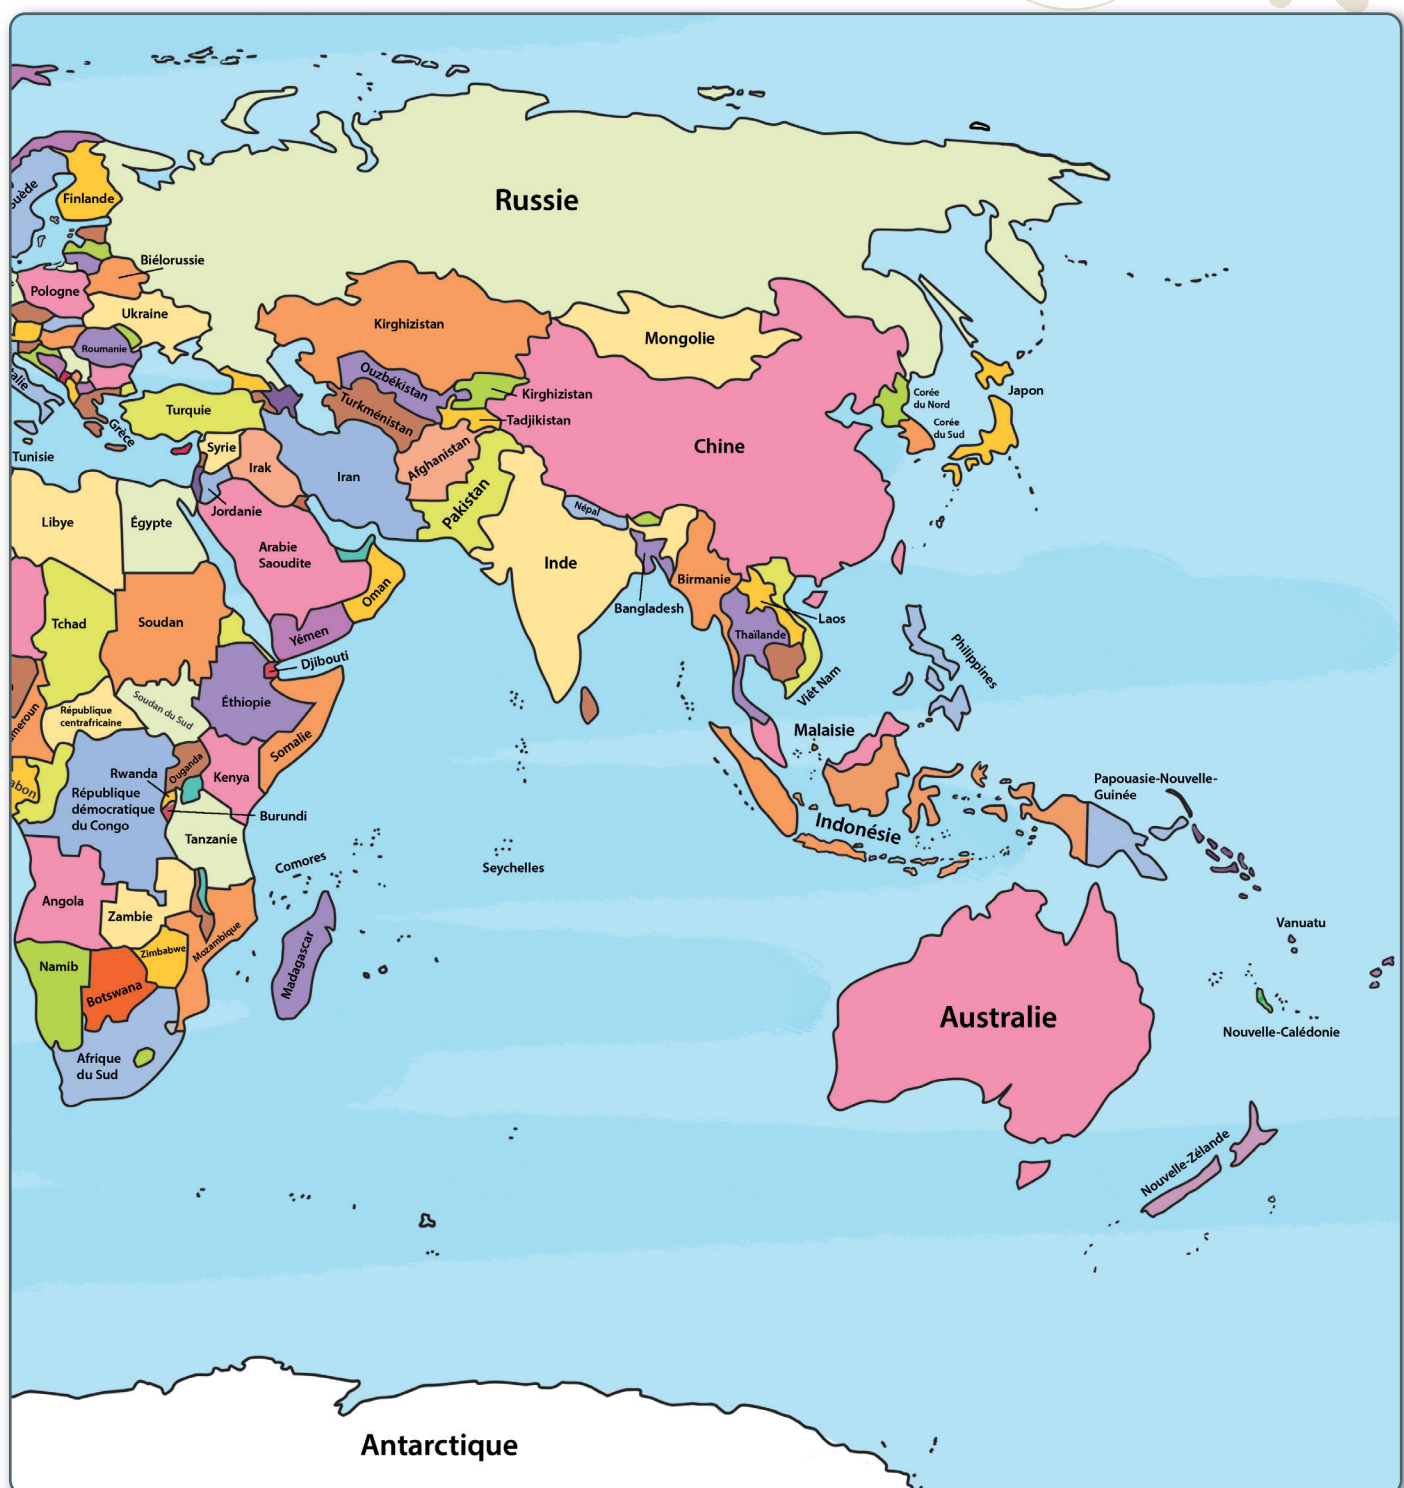 Russie
uède
Finlande
Biélorussie
Pologne
Ukraine
Kirghizistan
Mongolie
Roumanie
talie
Ouzbékistan
Kirghizistan
Turkménistan
Tadjikistan
Corée
du Nord
Japon
Corée
du Sud
Turquie
Grèce
Chine
Tunisie
Syrie
Irak
Iran
Afghanistan
Pakistan
Népal
Jordanie
Libye
Égypte
Arabie
Saoudite
Inde
Birmanie
Oman
Bangladesh
Laos
Tchad
Soudan
Yémen
Thaïlande
Philippines
Djibouti
Viêt Nam
Soudan du Sud
Éthiopie
République
centrafricaine
meroun
Somalie
Malaisie
Ouganda
Rwanda
Kenya
Papouasie-Nouvelle-
Guinée
abon
République
démocratique
du Congo
Burundi
Indonésie
Tanzanie
Comores
Seychelles
Angola
Zambie
Vanuatu
Mozambique
Zimbabwe
Madagascar
Namib
Botswana
Australie
Nouvelle-Calédonie
Afrique
du Sud
Nouvelle-Zélande
Antarctique